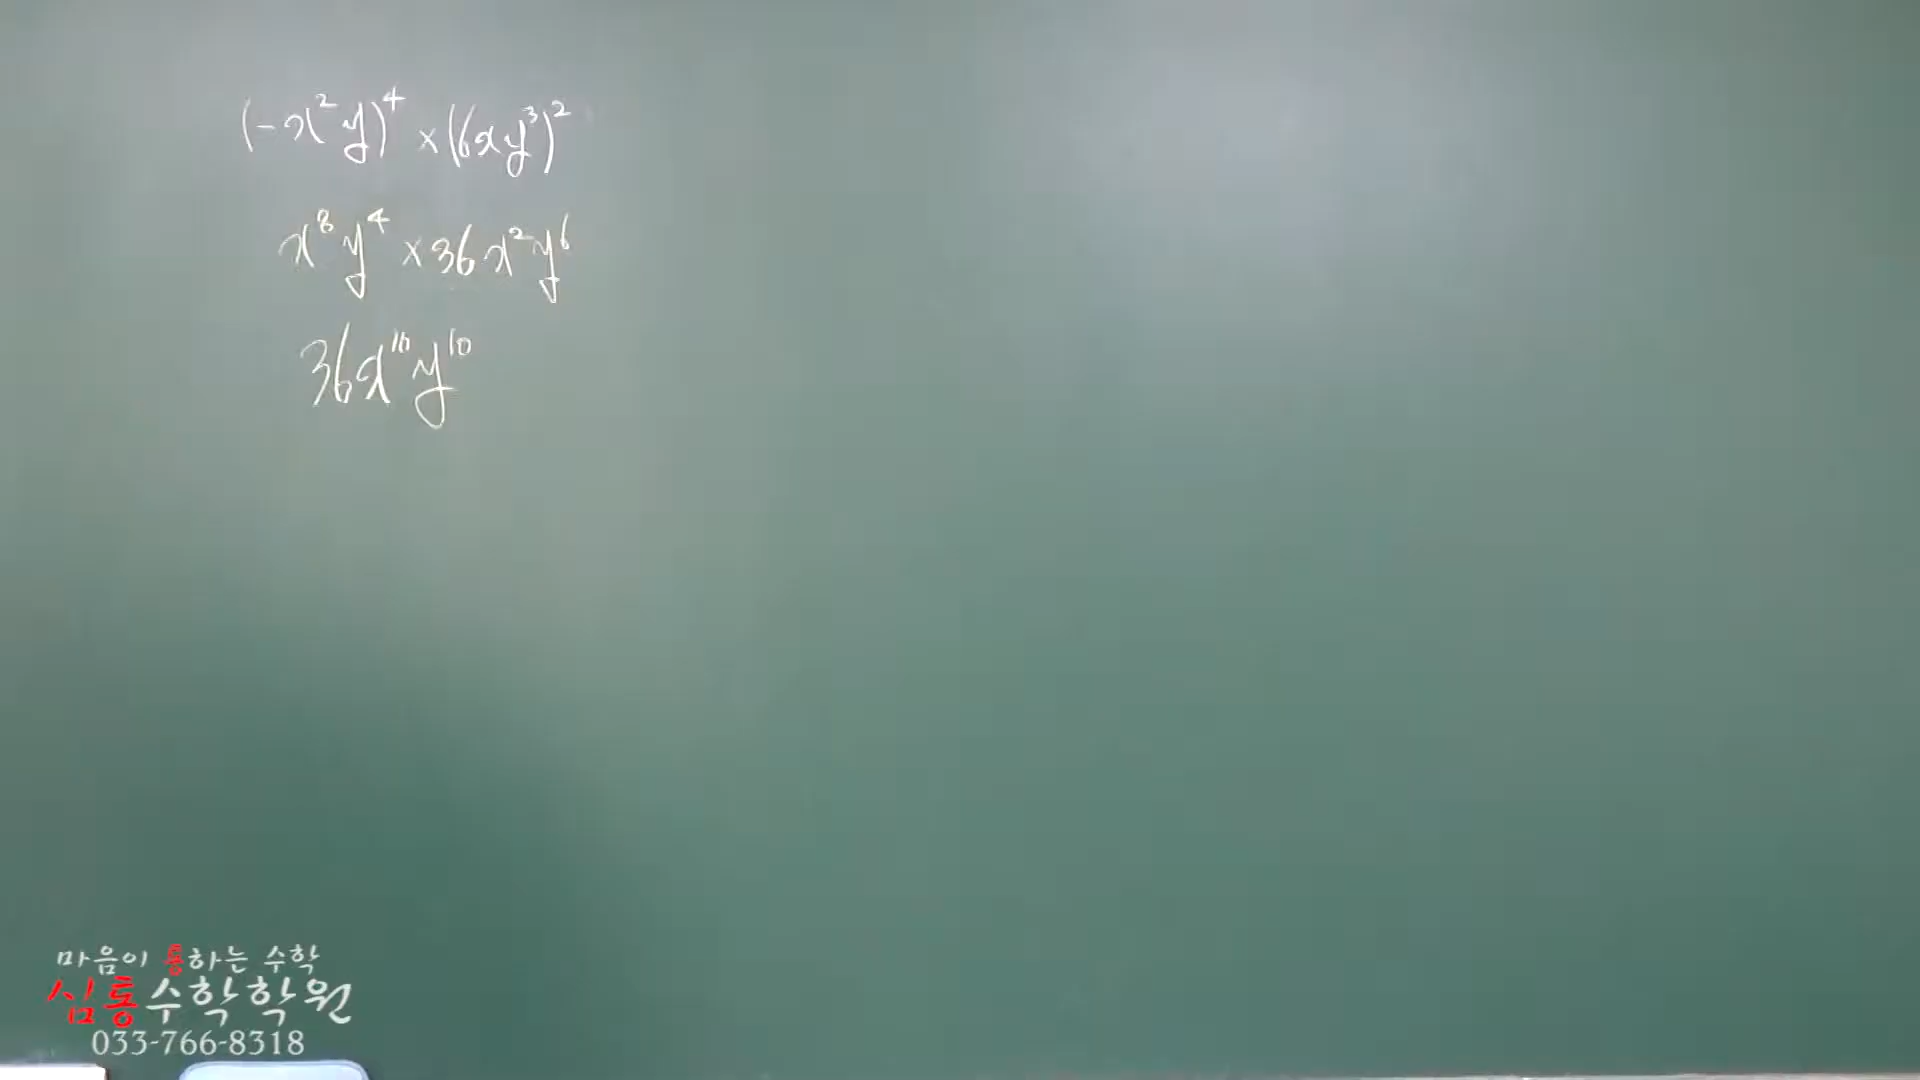 (-x²y)⁴ × (6xy³)²
x⁸y⁴ × 36x²y⁶
36x¹⁰y¹⁰
마음이 통하는 수학
심통수학학원
033-766-8318